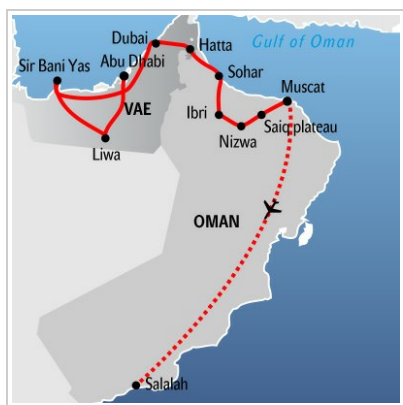 Dubai
Hatta
Gulf of Oman
Sir Bani Yas
Abu Dhabi
Sohar
Muscat
VAE
Ibri
Saiq plateau
Nizwa
Liwa
OMAN
Salalah